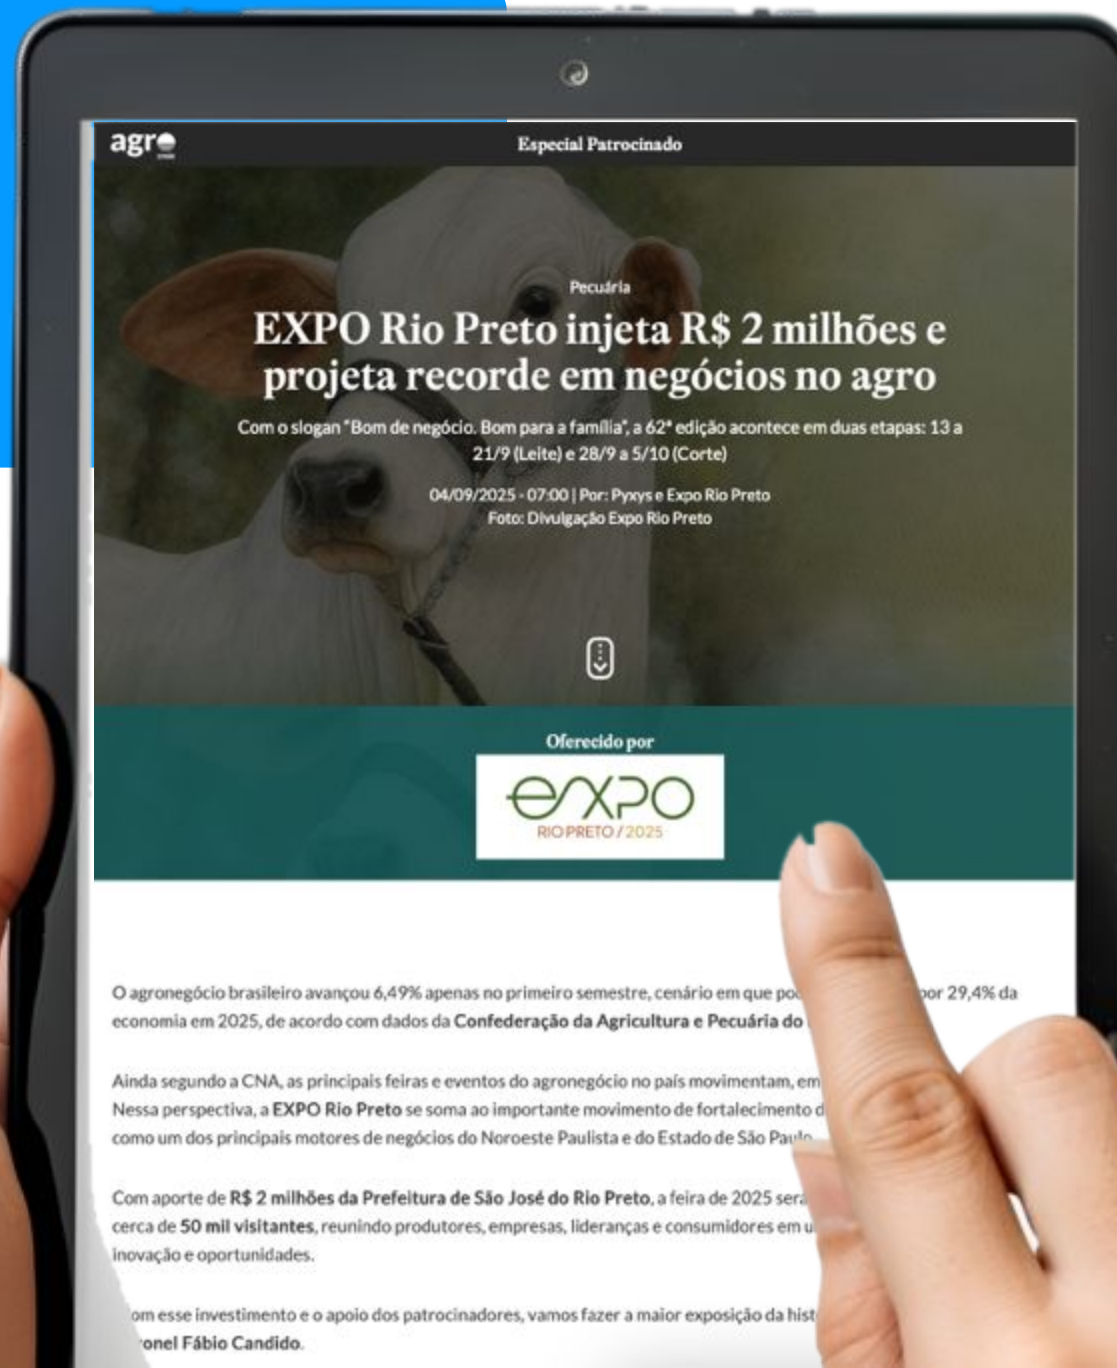 agro
Especial Patrocinado
Pecuária
EXPO Rio Preto injeta R$ 2 milhões e
projeta recorde em negócios no agro
Com o slogan "Bom de negócio. Bom para a família", a 62ª edição acontece em duas etapas: 13 a
21/9 (Leite) e 28/9 a 5/10 (Corte)
04/09/2025 - 07:00 | Por: Pyxys e Expo Rio Preto
Foto: Divulgação Expo Rio Preto
Oferecido por
expo
RIO PRETO / 2025
O agronegócio brasileiro avançou 6,49% apenas no primeiro semestre, cenário em que por 29,4% da
economia em 2025, de acordo com dados da Confederação da Agricultura e Pecuária do
Ainda segundo a CNA, as principais feiras e eventos do agronegócio no país movimentam, em
Nessa perspectiva, a EXPO Rio Preto se soma ao importante movimento de fortalecimento
como um dos principais motores de negócios do Noroeste Paulista e do Estado de São Paulo
Com aporte de R$ 2 milhões da Prefeitura de São José do Rio Preto, a feira de 2025
cerca de 50 mil visitantes, reunindo produtores, empresas, lideranças e consumidores em
inovação e oportunidades.
om esse investimento e o apoio dos patrocinadores, vamos fazer a maior exposição da
onel Fábio Candido.